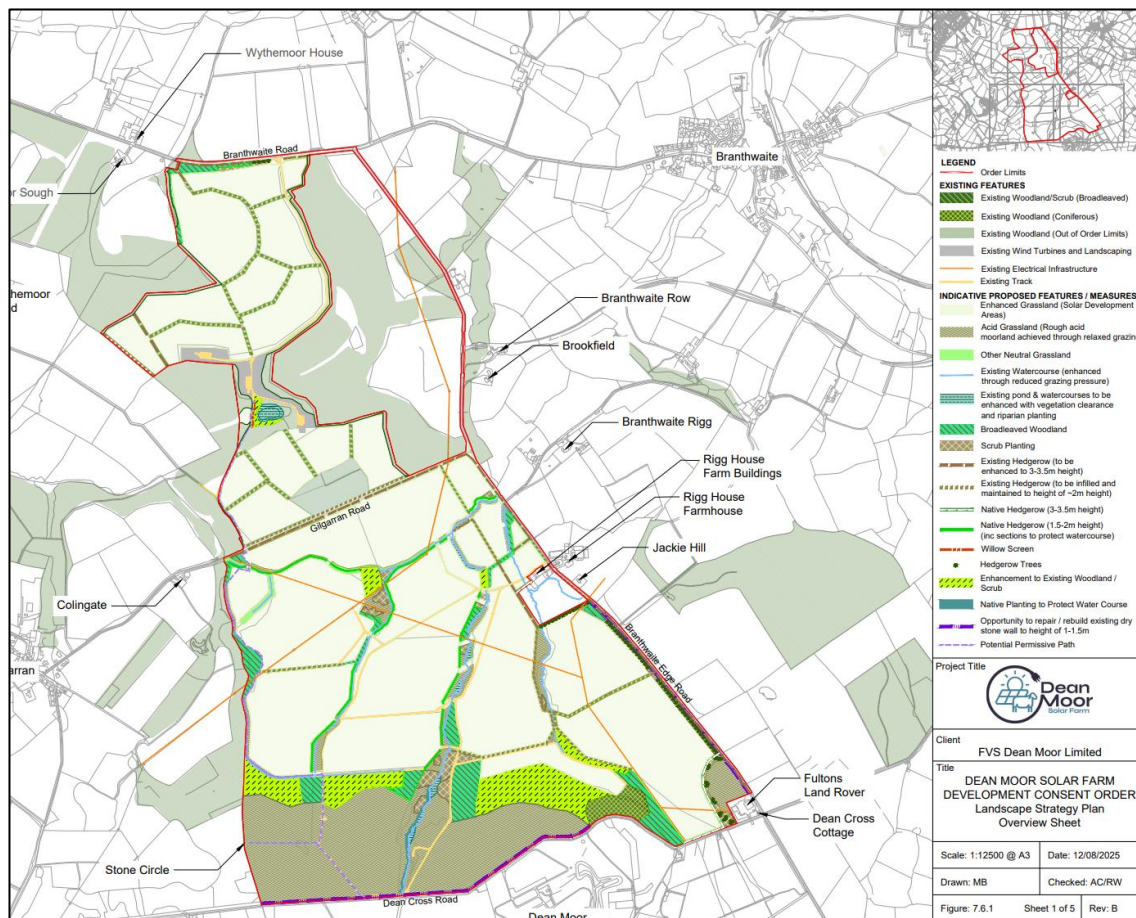 Wythemoor House
Branthwaite Road
or Sough
Branthwaite
hemoor
d
Branthwaite Row
Brookfield
Branthwaite Rigg
Rigg House
Farm Buildings
Rigg House
Farmhouse
Jackie Hill
Gilgarran Road
Colingate
arran
Branthwaite Edge Road
Fultons
Land Rover
Dean Cross
Cottage
Stone Circle
Dean Cross Road
Dean Moor
LEGEND
Order Limits
EXISTING FEATURES
Existing Woodland/Scrub (Broadleaved)
Existing Woodland (Coniferous)
Existing Woodland (Out of Order Limits)
Existing Wind Turbines and Landscaping
Existing Electrical Infrastructure
Existing Track
INDICATIVE PROPOSED FEATURES / MEASURES
Enhanced Grassland (Solar Development
Areas)
Acid Grassland (Rough acid
moorland achieved through relaxed grazin
Other Neutral Grassland
Existing Watercourse (enhanced
through reduced grazing pressure)
Existing pond & watercourses to be
enhanced with vegetation clearance
and riparian planting
Broadleaved Woodland
Scrub Planting
Existing Hedgerow (to be
enhanced to 3-3.5m height)
Existing Hedgerow (to be infilled and
maintained to height of ~2m height)
Native Hedgerow (3-3.5m height)
Native Hedgerow (1.5-2m height)
(inc sections to protect watercourse)
Willow Screen
Hedgerow Trees
Enhancement to Existing Woodland /
Scrub
Native Planting to Protect Water Course
Opportunity to repair / rebuild existing dry
stone wall to height of 1-1.5m
Potential Permissive Path
Project Title
Dean
Moor
Solar Farm
Client
FVS Dean Moor Limited
Title
DEAN MOOR SOLAR FARM
DEVELOPMENT CONSENT ORDER
Landscape Strategy Plan
Overview Sheet
Scale: 1:12500 @ A3
Date: 12/08/2025
Drawn: MB
Checked: AC/RW
Figure: 7.6.1
Sheet 1 of 5
Rev: B